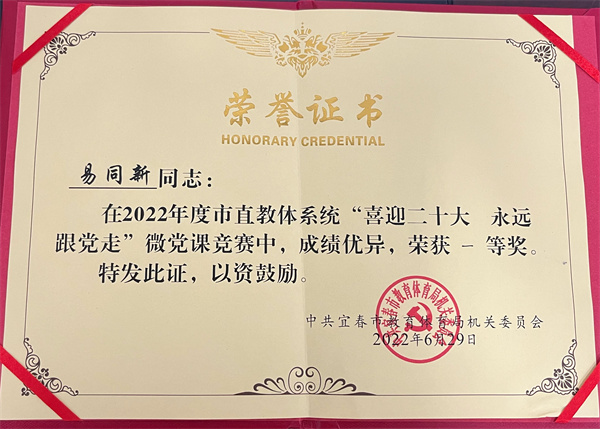 荣誉证书
HONORARY CREDENTIAL
易同新同志：
在2022年度市直教体系统“喜迎二十大 永远
跟党走”微党课竞赛中，成绩优异，荣获 一 等奖。
特发此证，以资鼓励。
中共宜春市教育体育局机关委员会
2022年6月29日